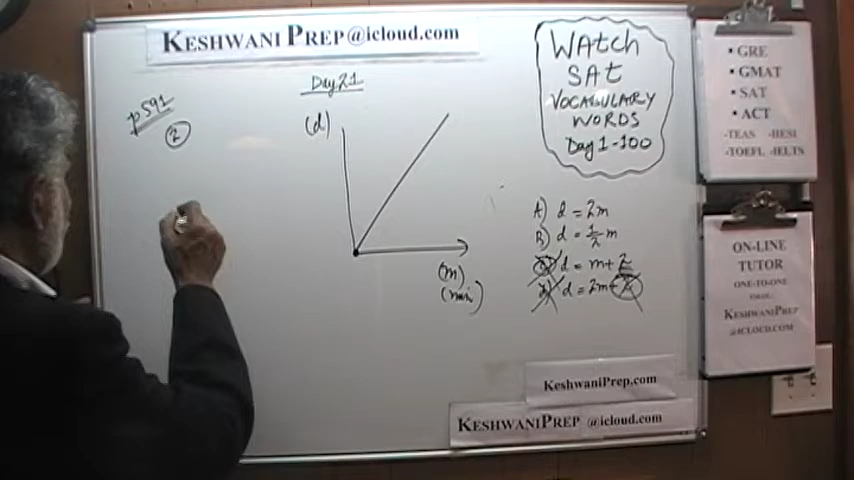 KESHWANI PREP@icloud.com
Day 21
p591
2
(d)
(m)
(min)
WAtch
SAT
VOCABULARY
WORDS
Day 1-100
A) d = 2m
B) d = 1/2 m
C) d = m + 2
D) d = 2m + 2
• GRE
• GMAT
• SAT
• ACT
-TEAS -HESI
-TOEFL -IELTS
ON-LINE
TUTOR
ONE-TO-ONE
KESHWANIPREP
@ICLOUD.COM
KESHWANIPREP.COM
KESHWANIPREP @icloud.com